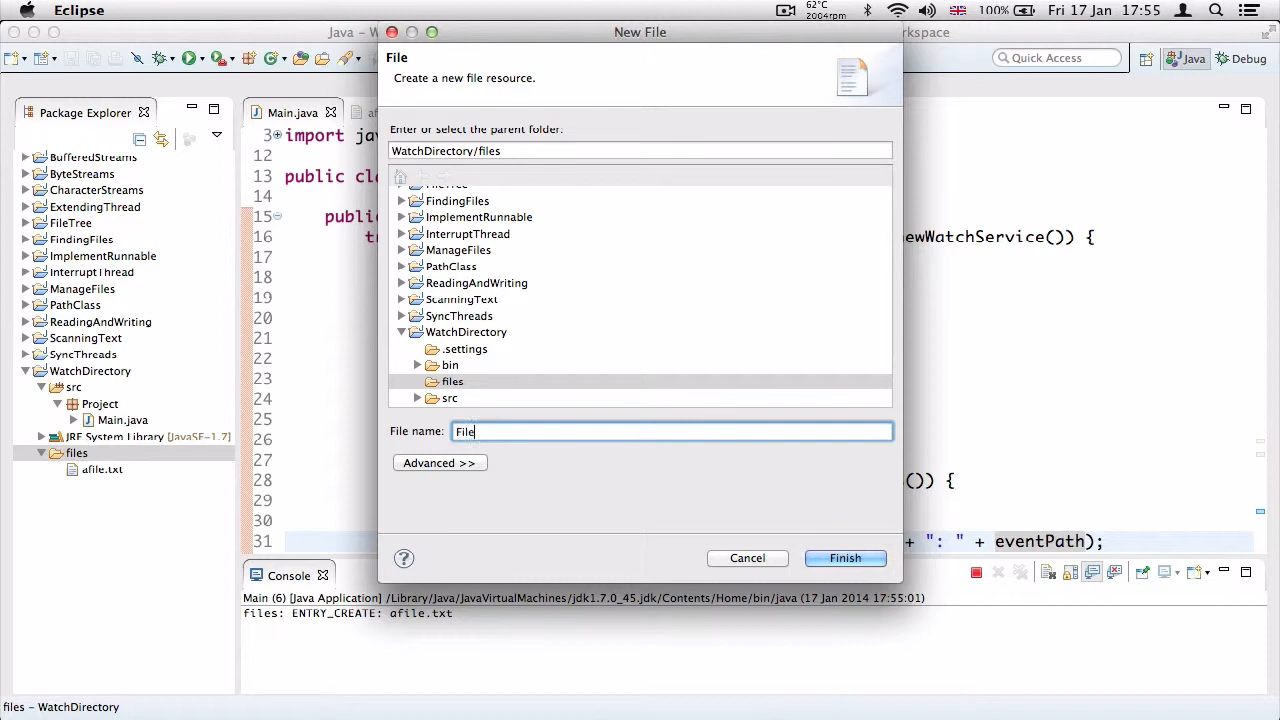 Eclipse
62°C
2004rpm
100%
Fri 17 Jan 17:55
Java – W
New File
kspace
Quick Access
Java
Debug
File
Create a new file resource.
Package Explorer
BufferedStreams
ByteStreams
CharacterStreams
ExtendingThread
FileTree
FindingFiles
ImplementRunnable
InterruptThread
ManageFiles
PathClass
ReadingAndWriting
ScanningText
SyncThreads
WatchDirectory
src
Project
Main.java
JRE System Library [JavaSE-1.7]
files
afile.txt
Main.java
af
3 import jav
12
13 public cla
14
15 public
16 tr
17
18
19
20
21
22
23
24
25
26
27
28
29
30
31
ewWatchService()) {
()) {
+ ": " + eventPath);
Enter or select the parent folder:
WatchDirectory/files
FileTree
FindingFiles
ImplementRunnable
InterruptThread
ManageFiles
PathClass
ReadingAndWriting
ScanningText
SyncThreads
WatchDirectory
.settings
bin
files
src
File name: File
Advanced >>
?
Cancel
Finish
Console
Main (6) [Java Application] /Library/Java/JavaVirtualMachines/jdk1.7.0_45.jdk/Contents/Home/bin/java (17 Jan 2014 17:55:01)
files: ENTRY_CREATE: afile.txt
files – WatchDirectory